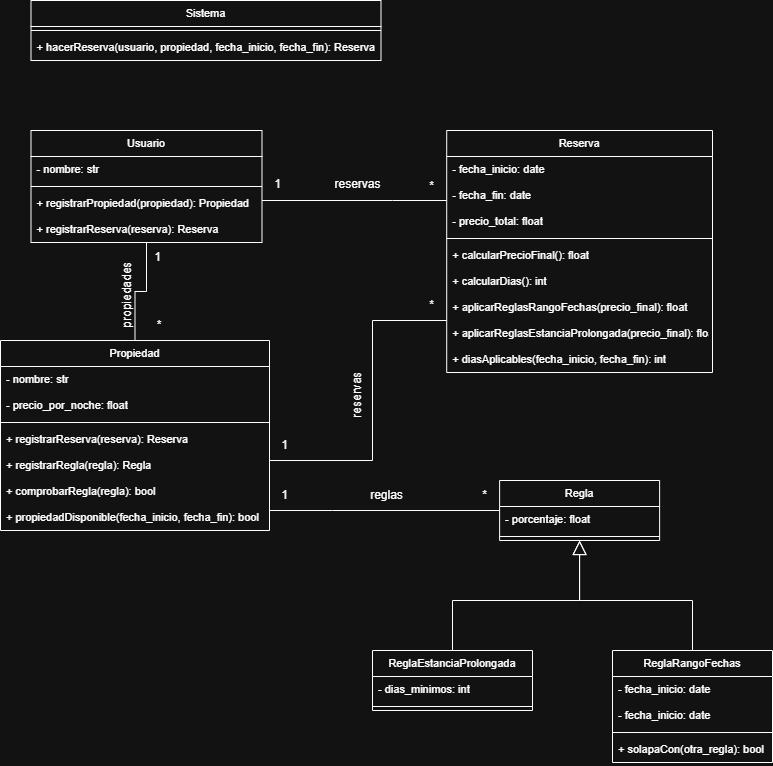 Sistema
+ hacerReserva(usuario, propiedad, fecha_inicio, fecha_fin): Reserva
Usuario
- nombre: str
+ registrarPropiedad(propiedad): Propiedad
+ registrarReserva(reserva): Reserva
1
reservas
*
Reserva
- fecha_inicio: date
- fecha_fin: date
- precio_total: float
+ calcularPrecioFinal(): float
+ calcularDias(): int
+ aplicarReglasRangoFechas(precio_final): float
+ aplicarReglasEstanciaProlongada(precio_final): flo
+ diasAplicables(fecha_inicio, fecha_fin): int
1
propiedades
*
Propiedad
- nombre: str
- precio_por_noche: float
+ registrarReserva(reserva): Reserva
+ registrarRegla(regla): Regla
+ comprobarRegla(regla): bool
+ propiedadDisponible(fecha_inicio, fecha_fin): bool
*
reservas
1
1
reglas
*
Regla
- porcentaje: float
ReglaEstanciaProlongada
- dias_minimos: int
ReglaRangoFechas
- fecha_inicio: date
- fecha_inicio: date
+ solapaCon(otra_regla): bool